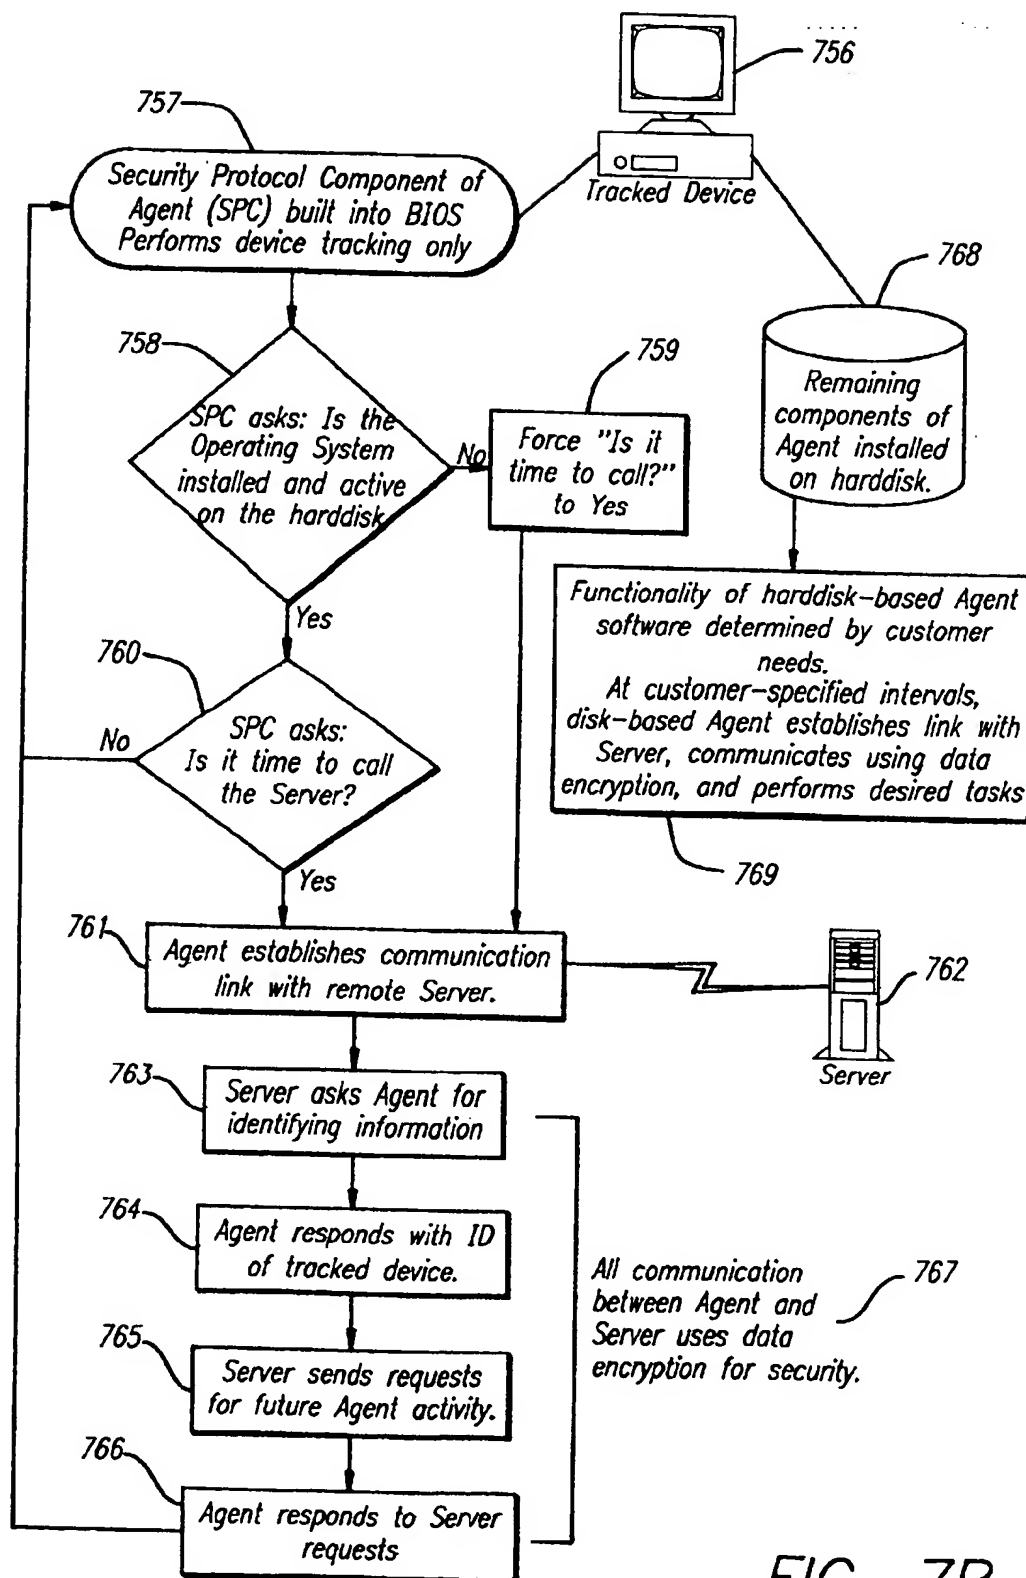 756
757
Security Protocol Component of
Agent (SPC) built into BIOS
Performs device tracking only
Tracked Device
768
758
759
SPC asks: Is the
Operating System
installed and active
on the harddisk
No
Force "Is it
time to call?"
to Yes
Remaining
components of
Agent installed
on harddisk.
Yes
Functionality of harddisk-based Agent
software determined by customer
needs.
At customer-specified intervals,
disk-based Agent establishes link with
Server, communicates using data
encryption, and performs desired tasks
769
760
No
SPC asks:
Is it time to call
the Server?
Yes
761
Agent establishes communication
link with remote Server.
762
Server
763
Server asks Agent for
identifying information
764
Agent responds with ID
of tracked device.
All communication
between Agent and
Server uses data
encryption for security.
767
765
Server sends requests
for future Agent activity.
766
Agent responds to Server
requests
FIG. 7B